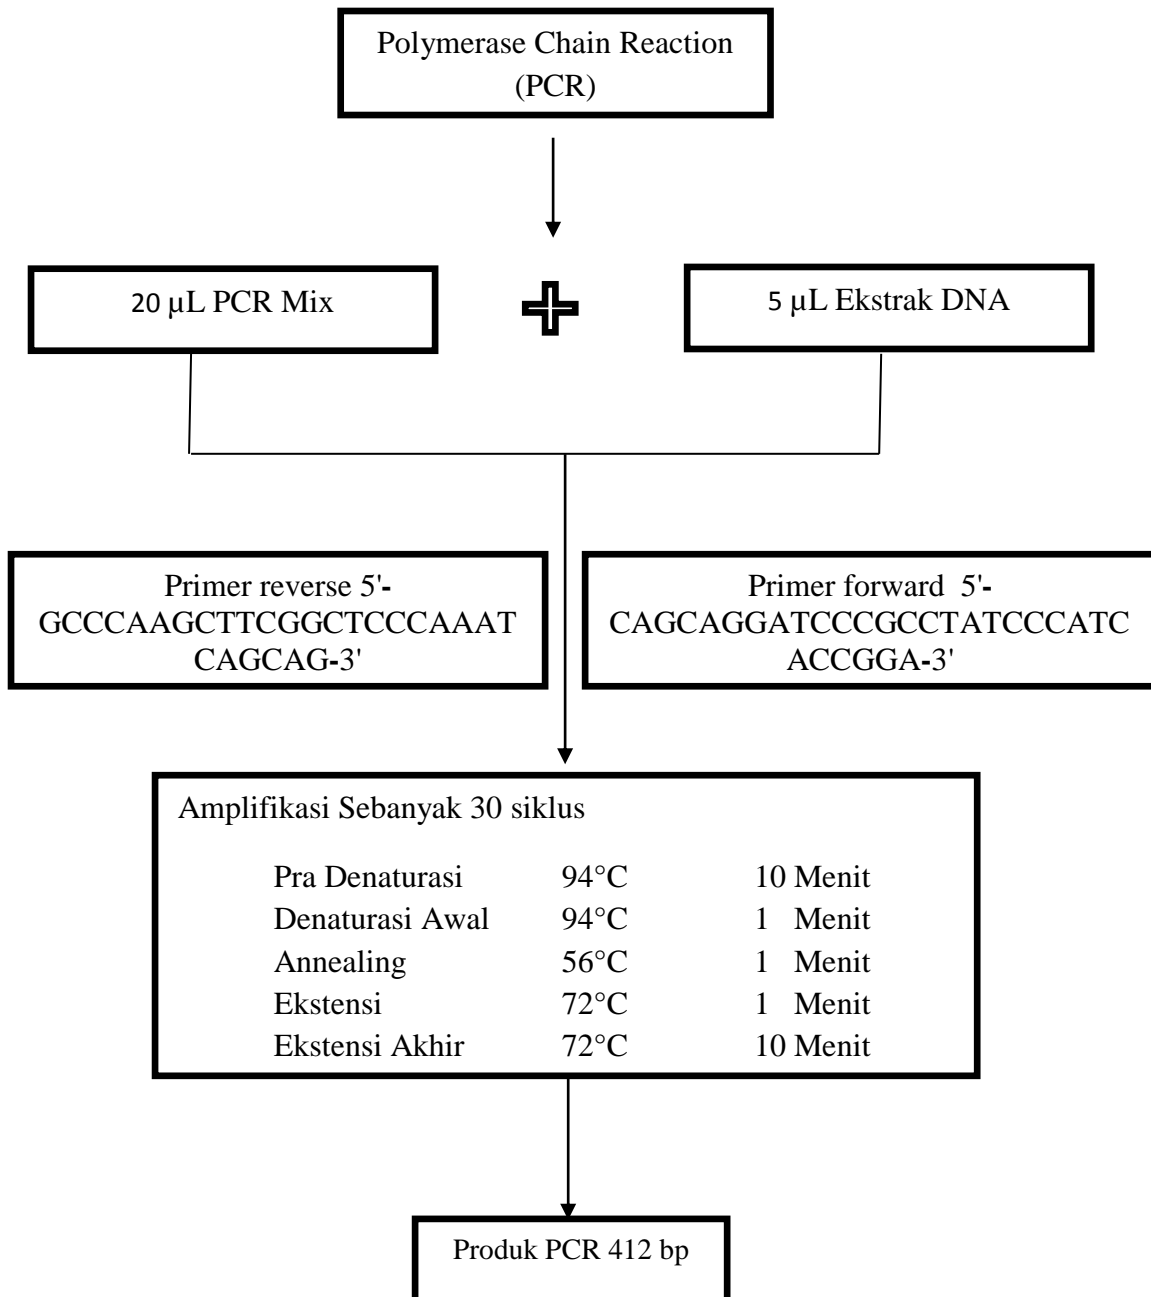 Polymerase Chain Reaction
(PCR)
20 µL PCR Mix
5 µL Ekstrak DNA
Primer reverse 5'-
GCCCAAGCTTCGGCTCCCAAAT
CAGCAG-3'
Primer forward 5'-
CAGCAGGATCCCGCCTATCCCATC
ACCGGA-3'
Amplifikasi Sebanyak 30 siklus
Pra Denaturasi 94°C 10 Menit
Denaturasi Awal 94°C 1 Menit
Annealing 56°C 1 Menit
Ekstensi 72°C 1 Menit
Ekstensi Akhir 72°C 10 Menit
Produk PCR 412 bp